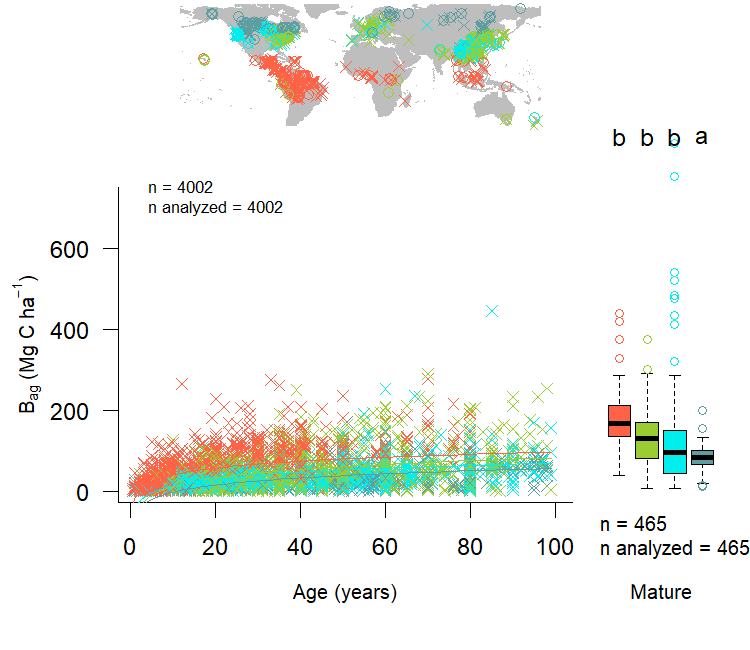 b b b a
n = 4002
n analyzed = 4002
600
400
200
0
B_ag (Mg C ha⁻¹)
0 20 40 60 80 100
Age (years)
n = 465
n analyzed = 465
Mature